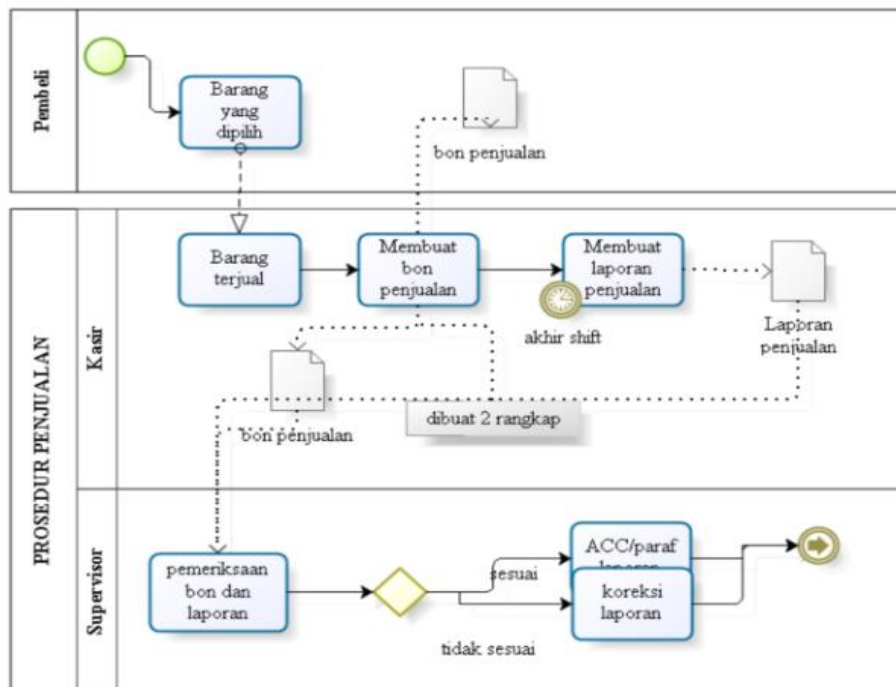 Pembeli
Barang
yang
dipilih
bon penjualan
PROSEDUR PENJUALAN
Kasir
Barang
terjual
Membuat
bon
penjualan
Membuat
laporan
penjualan
akhir shift
Laporan
penjualan
bon penjualan
dibuat 2 rangkap
Supervisor
pemeriksaan
bon dan
laporan
sesuai
tidak sesuai
ACC/paraf
laporan
koreksi
laporan